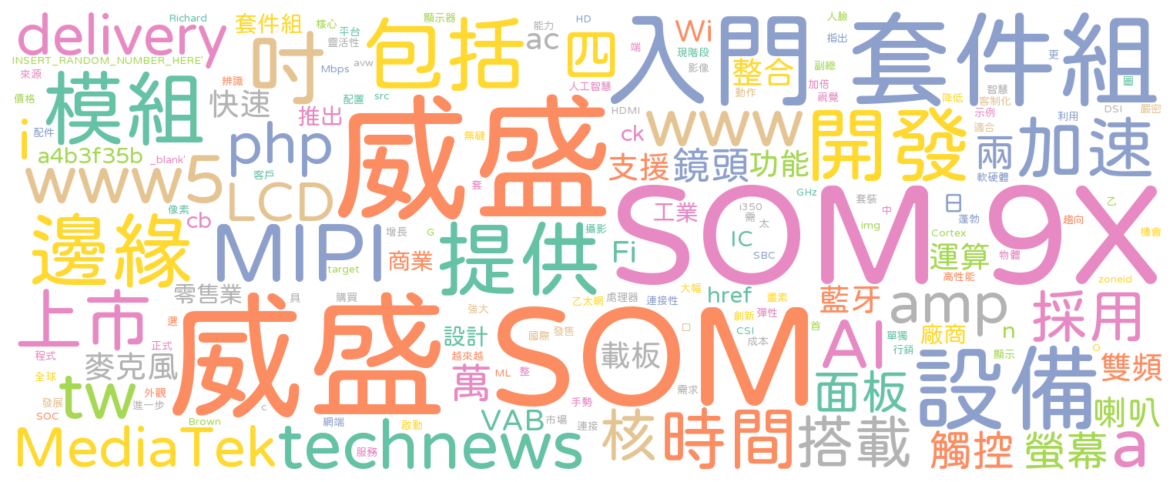 delivery
Richard
INSERT_RANDOM_NUMBER_HERE'
來源
辨識
套件組
核心
平台
靈活性
Mbps
avw
吋
包括
顯示器
能力
HD
ac
端
四
Wi
現階段
影像
人工智慧
入門
整合
動作
人臉
指出
副總
加倍
視覺
套件組
更
圖
智慧
客制化
降低
示例
適合
DSI
嚴密
利用
價格
模組
快速
推出
配置
src
無縫
HDMI
i
配件
a4b3f35b
_blank'
php
客戶
威盛
ck
www
支援
鏡頭
功能
開發
兩
軟硬體
加速
www5
LCD
像素
cb
增長
G
套
攝影
SOM-9X
工業
i350
需
太
IC
SBC
GHz
套裝
中
img
日
Cortex
蓬勃
運算
高性能
物體
趨向
乙
機會
zoneid
邊緣
MIPI
target
商業
提供
Fi
零售業
具
購買
強大
乙太網
處理器
連接性
大幅
href
畫素
創新
彈性
CSI
成本
口
首
藍牙
amp
單獨
行銷
廠商
n
顯示
採用
O
上市
選
程式
正式
麥克風
威盛
SOM
設計
越來越
國際
發售
載板
AI
設備
雙頻
全球
發展
SOC
tw
外觀
進一步
Brown
c
網端
啟動
服務
ML
整
萬
手勢
需求
VAB
市場
連接
面板
喇叭
MediaTek
technews
核
時間
搭載
觸控
螢幕
a